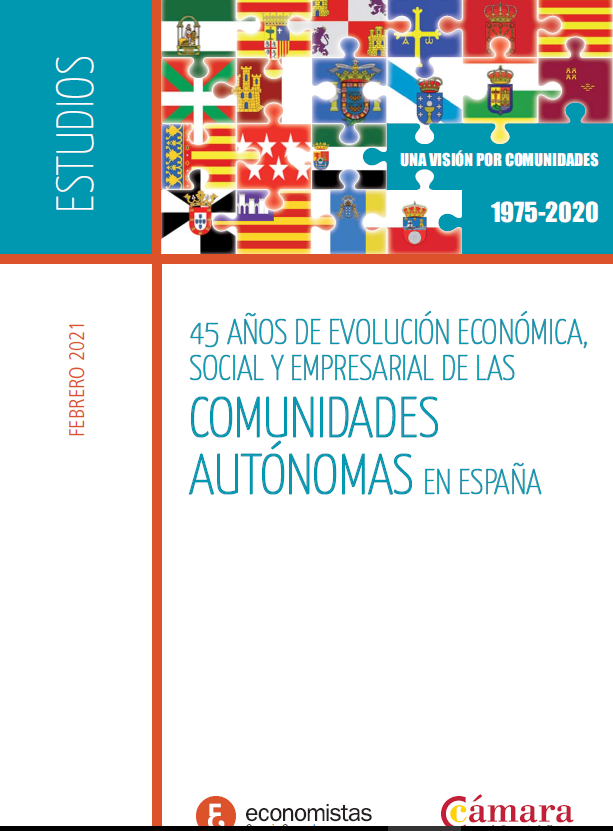 ESTUDIOS
UNA VISIÓN POR COMUNIDADES
1975-2020
FEBRERO 2021
45 AÑOS DE EVOLUCIÓN ECONÓMICA,
SOCIAL Y EMPRESARIAL DE LAS
COMUNIDADES
AUTÓNOMAS EN ESPAÑA
economistas
Cámara